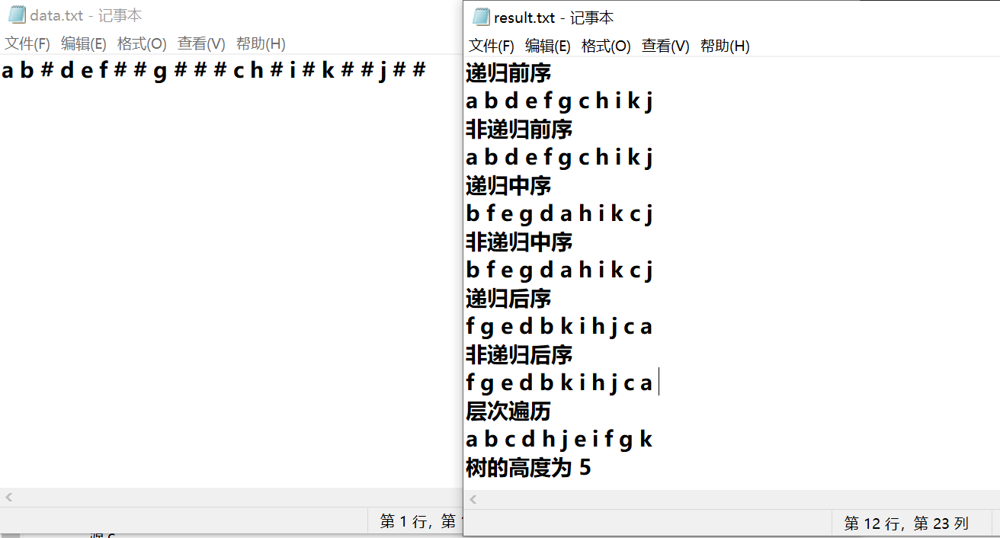 data.txt - 记事本
文件(F) 编辑(E) 格式(O) 查看(V) 帮助(H)
a b # d e f # # g # # # c h # i # k # # j # #
第 1 行，第
result.txt - 记事本
文件(F) 编辑(E) 格式(O) 查看(V) 帮助(H)
递归前序
a b d e f g c h i k j
非递归前序
a b d e f g c h i k j
递归中序
b f e g d a h i k c j
非递归中序
b f e g d a h i k c j
递归后序
f g e d b k i h j c a
非递归后序
f g e d b k i h j c a
层次遍历
a b c d h j e i f g k
树的高度为 5
第 12 行，第 23 列